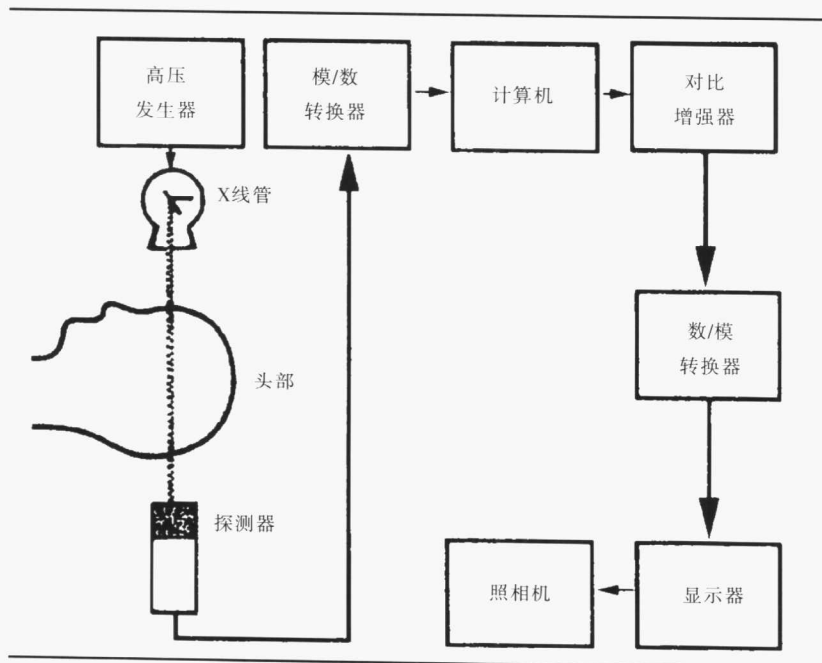 高压
发生器
模/数
转换器
计算机
对比
增强器
X线管
数/模
转换器
头部
探测器
照相机
显示器